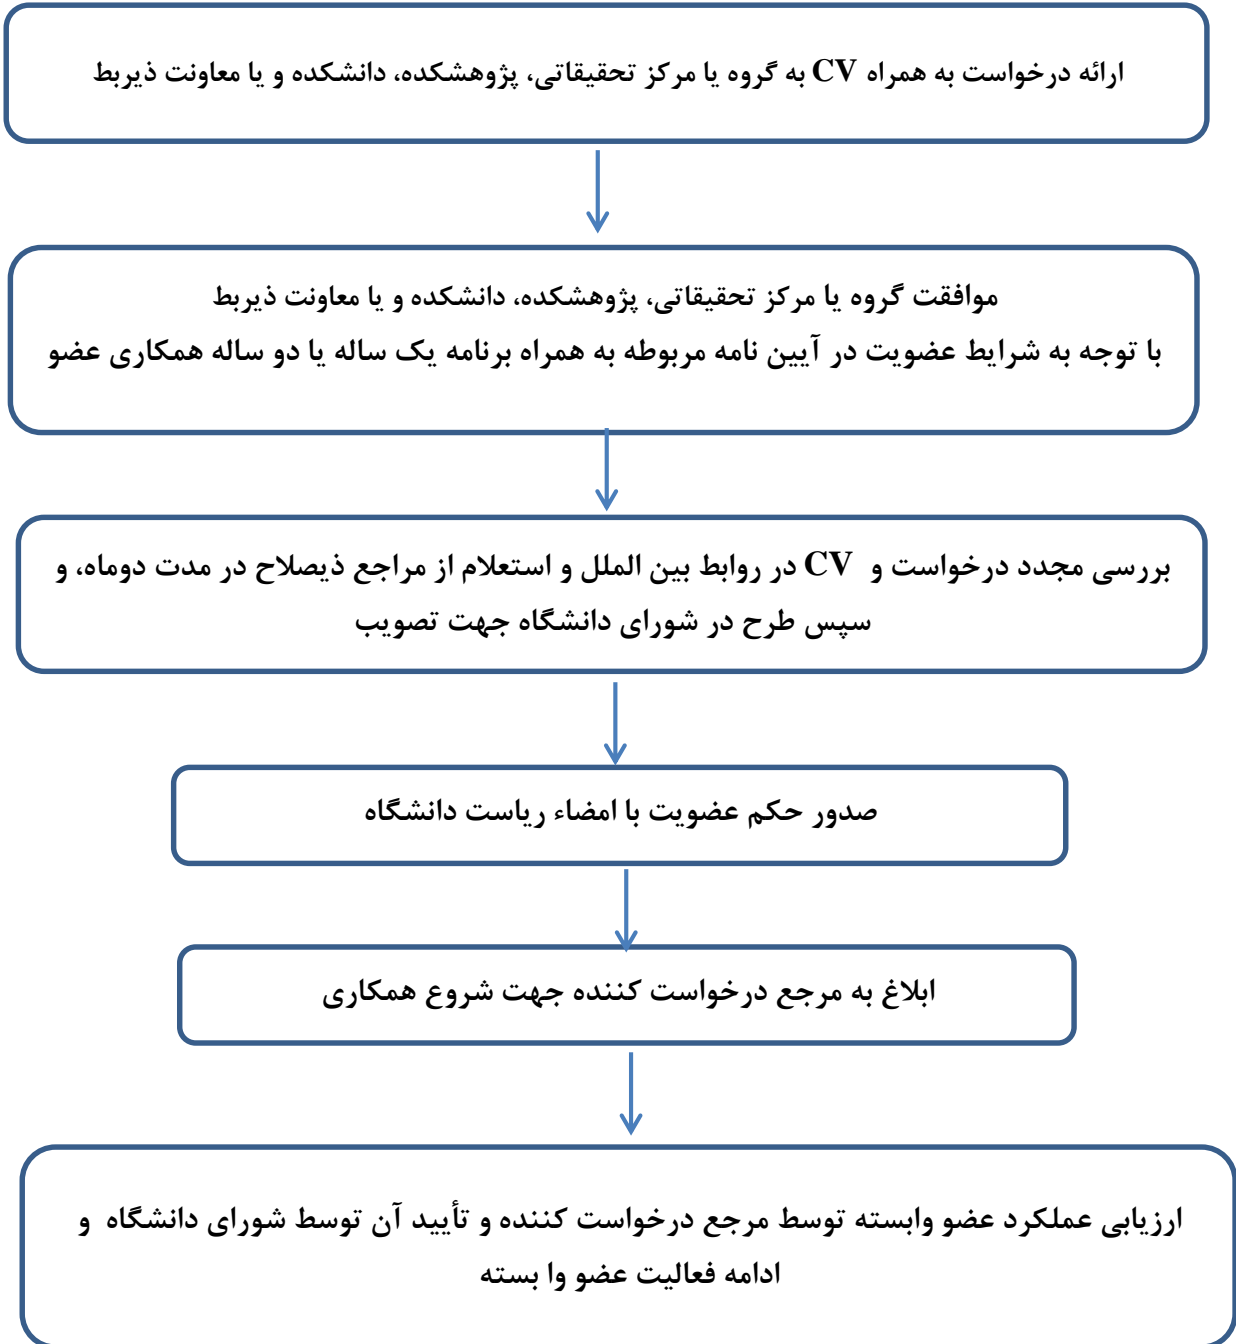 ارائه درخواست به همراه CV به گروه یا مرکز تحقیقاتی، پژوهشکده، دانشکده و یا معاونت ذیربط
موافقت گروه یا مرکز تحقیقاتی، پژوهشکده، دانشکده و یا معاونت ذیربط
با توجه به شرایط عضویت در آیین نامه مربوطه به همراه برنامه یک ساله یا دو ساله همکاری عضو
بررسی مجدد درخواست و CV در روابط بین الملل و استعلام از مراجع ذیصلاح در مدت دوماه، و
سپس طرح در شورای دانشگاه جهت تصویب
صدور حکم عضویت با امضاء ریاست دانشگاه
ابلاغ به مرجع درخواست کننده جهت شروع همکاری
ارزیابی عملکرد عضو وابسته توسط مرجع درخواست کننده و تأیید آن توسط شورای دانشگاه و
ادامه فعالیت عضو وا بسته